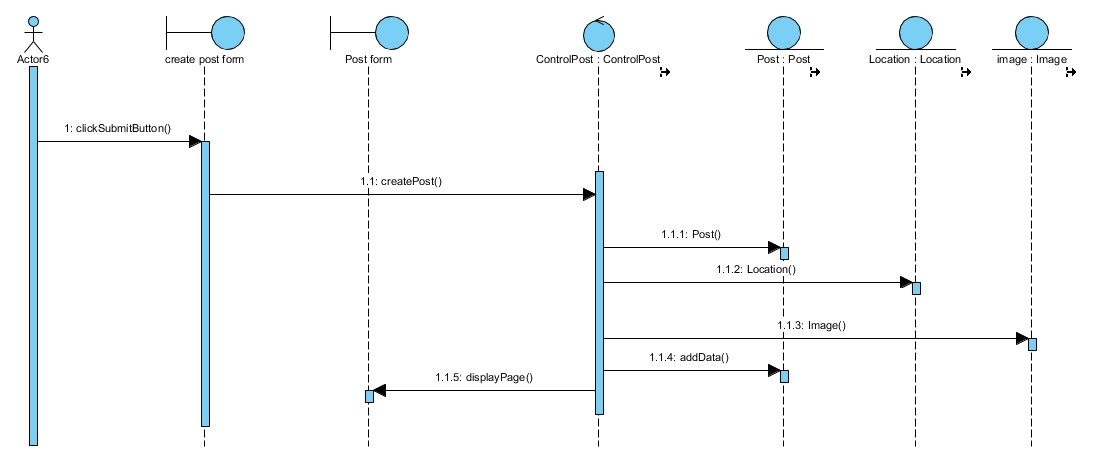 Actor6
create post form
Post form
ControlPost : ControlPost
Post : Post
Location : Location
image : Image
1: clickSubmitButton()
1.1: createPost()
1.1.1: Post()
1.1.2: Location()
1.1.3: Image()
1.1.4: addData()
1.1.5: displayPage()